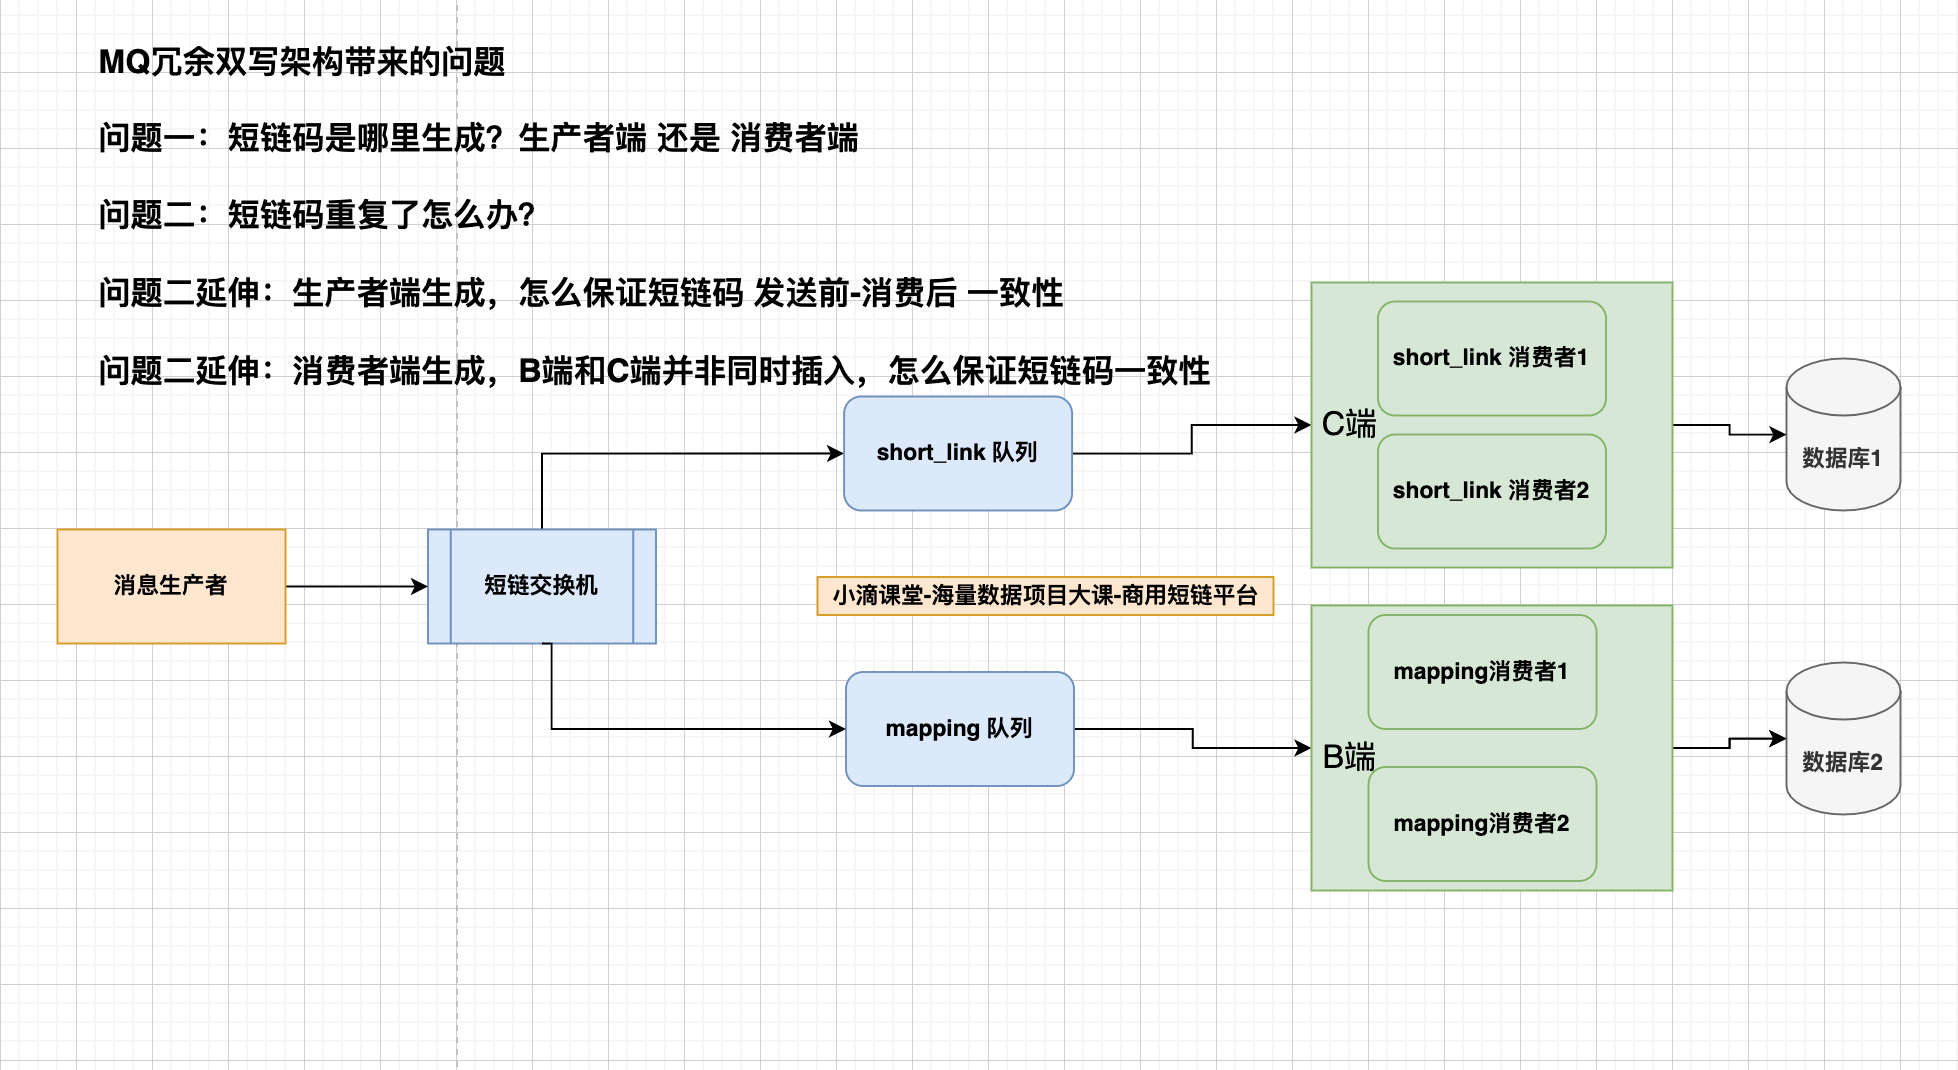 MQ冗余双写架构带来的问题
问题一：短链码是哪里生成？生产者端 还是 消费者端
问题二：短链码重复了怎么办？
问题二延伸：生产者端生成，怎么保证短链码 发送前-消费后 一致性
问题二延伸：消费者端生成，B端和C端并非同时插入，怎么保证短链码一致性
short_link 消费者1
C端
short_link 队列
数据库1
short_link 消费者2
消息生产者
短链交换机
小滴课堂-海量数据项目大课-商用短链平台
mapping消费者1
mapping 队列
B端
数据库2
mapping消费者2